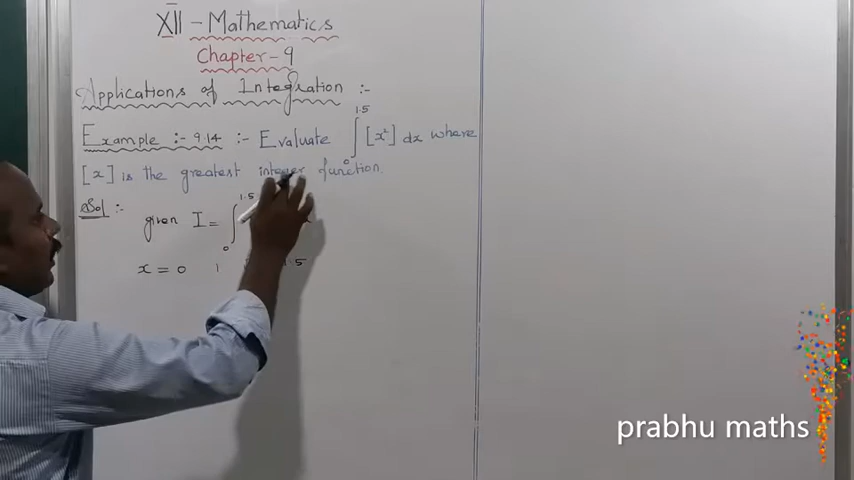 XII - Mathematics
Chapter - 9
Applications of Integration :-
Example :- 9.14 :- Evaluate ∫₀^1.5 [x²] dx where
[x] is the greatest integer function.
Sol :- given I = ∫₀^1.5
x = 0 1 1.5
prabhu maths